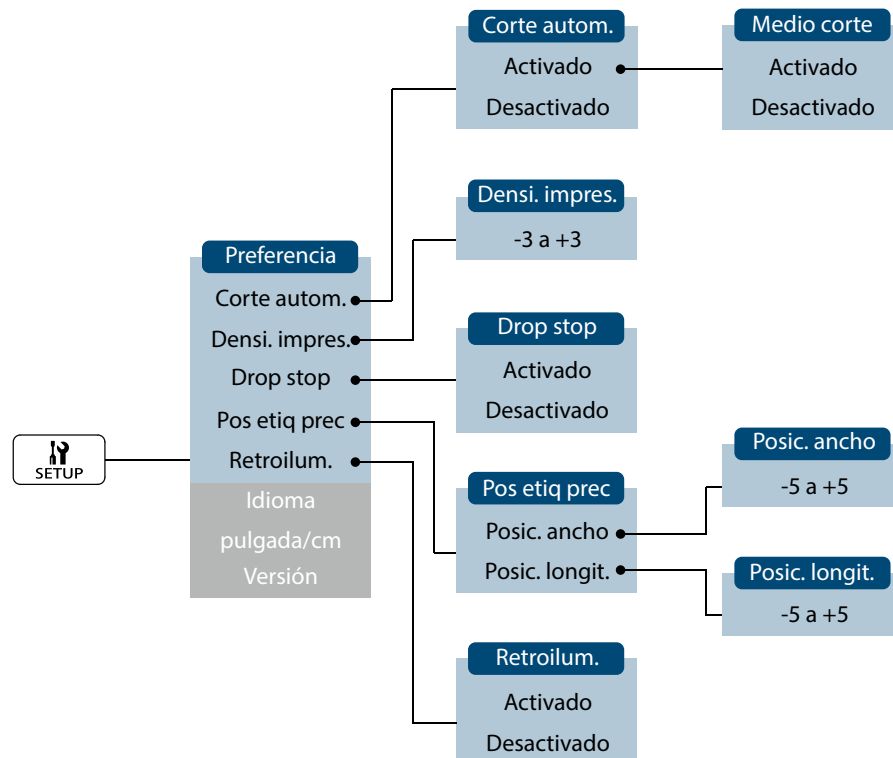 SETUP
Preferencia
Corte autom.
Densi. impres.
Drop stop
Pos etiq prec
Retroilum.
Idioma
pulgada/cm
Versión
Corte autom.
Activado
Desactivado
Medio corte
Activado
Desactivado
Densi. impres.
-3 a +3
Drop stop
Activado
Desactivado
Pos etiq prec
Posic. ancho
Posic. longit.
Posic. ancho
-5 a +5
Posic. longit.
-5 a +5
Retroilum.
Activado
Desactivado